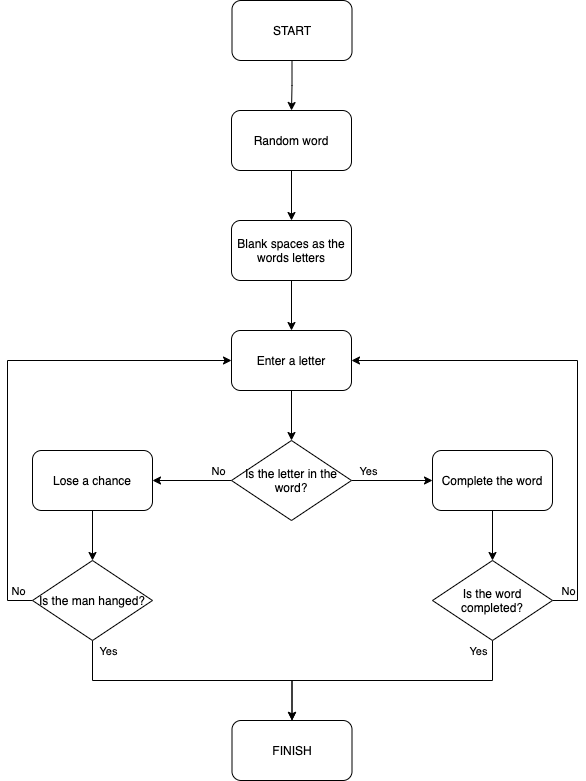 START
Random word
Blank spaces as the
words letters
Enter a letter
No
Is the letter in the
word?
Yes
Lose a chance
Complete the word
No
Is the man hanged?
Is the word
completed?
No
Yes
Yes
FINISH